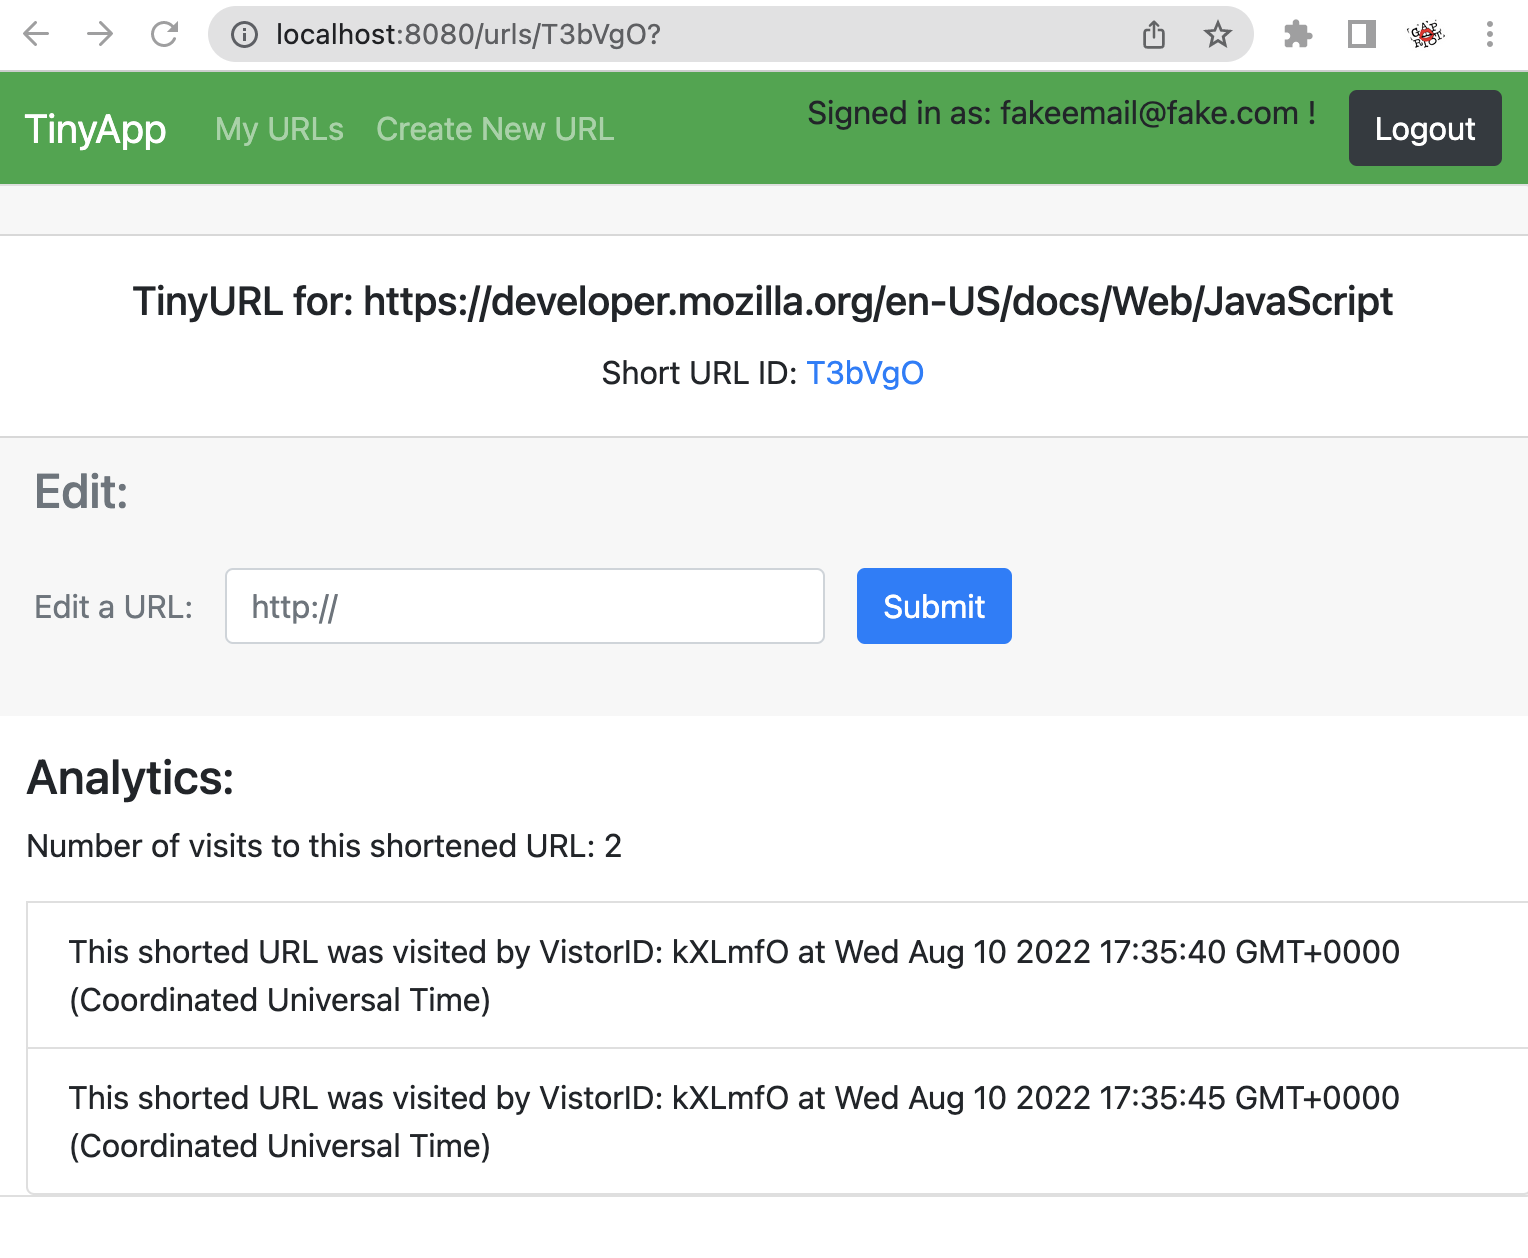 localhost:8080/urls/T3bVgO?
TinyApp My URLs Create New URL Signed in as: fakeemail@fake.com ! Logout
TinyURL for: https://developer.mozilla.org/en-US/docs/Web/JavaScript
Short URL ID: T3bVgO
Edit:
Edit a URL: http:// Submit
Analytics:
Number of visits to this shortened URL: 2
This shorted URL was visited by VistorID: kXLmfO at Wed Aug 10 2022 17:35:40 GMT+0000
(Coordinated Universal Time)
This shorted URL was visited by VistorID: kXLmfO at Wed Aug 10 2022 17:35:45 GMT+0000
(Coordinated Universal Time)